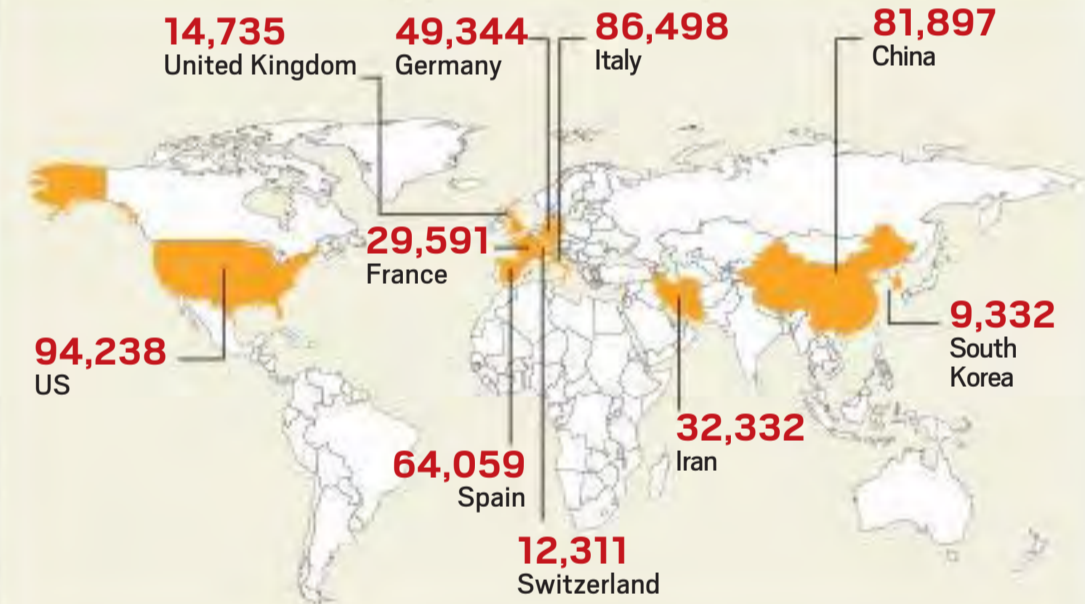 14,735
United Kingdom
49,344
Germany
86,498
Italy
81,897
China
29,591
France
94,238
US
9,332
South
Korea
32,332
Iran
64,059
Spain
12,311
Switzerland